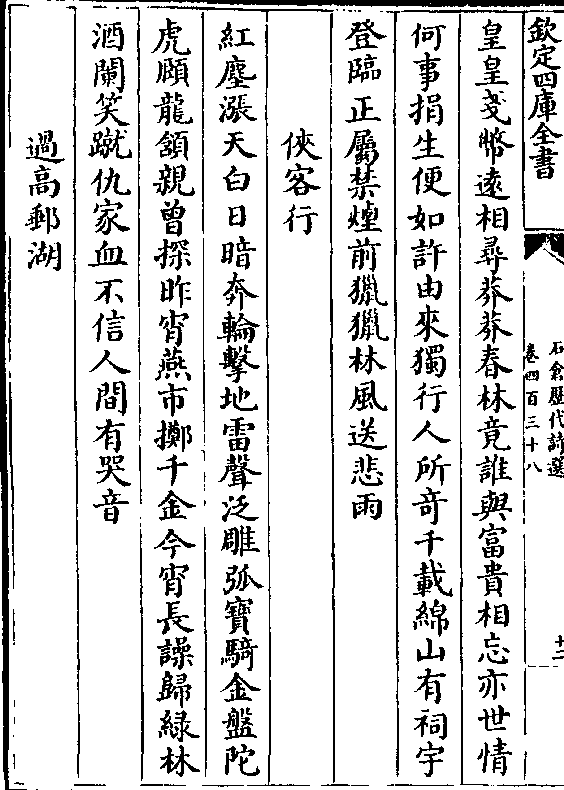 欽定四庫全書
石倉歷代詩選
卷四百三十八
十二
皇皇戔幣遠相尋莽莽春林竟誰與富貴相忘亦世情
何事捐生便如許由來獨行人所竒千載綿山有祠宇
登臨正屬禁煙前獵獵林風送悲雨
俠客行
紅塵漲天白日暗奔輪擊地雷聲泛雕弧寶騎金盤陀
虎頥龍頷親曾探昨宵燕市擲千金今宵長譟歸緑林
酒闌笑蹴仇家血不信人間有哭音
過高郵湖